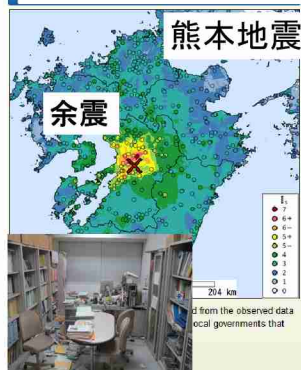 熊本地震
余震
Is
7
6+
6-
5+
5-
4
3
2
1
0
204 km
d from the observed data
ocal governments that